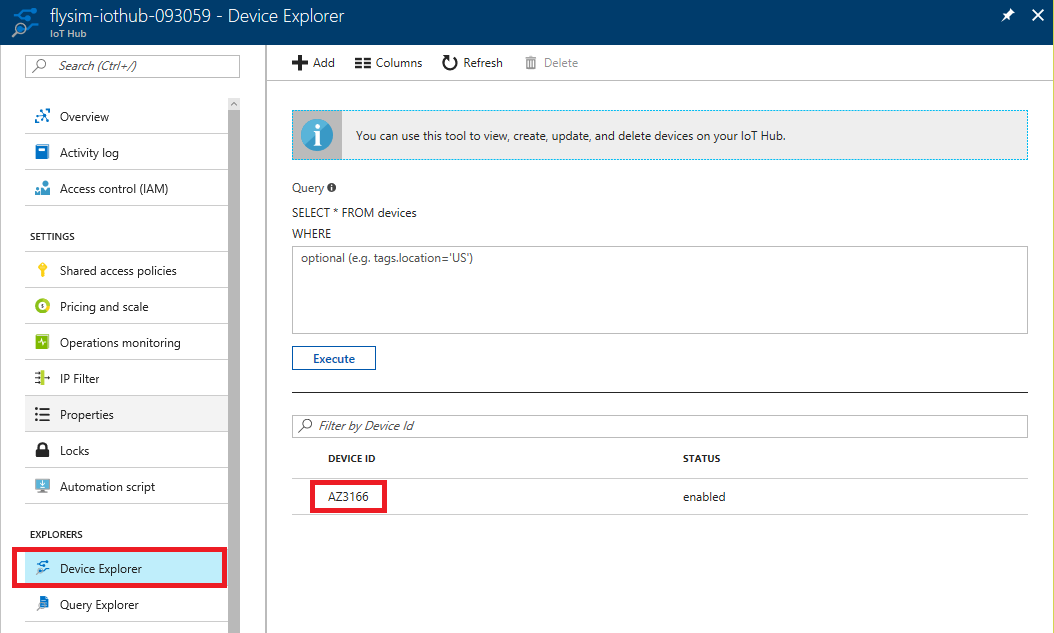 flysim-iothub-093059 - Device Explorer
IoT Hub
Search (Ctrl+/)
Overview
Activity log
Access control (IAM)
SETTINGS
Shared access policies
Pricing and scale
Operations monitoring
IP Filter
Properties
Locks
Automation script
EXPLORERS
Device Explorer
Query Explorer
Add Columns Refresh Delete
You can use this tool to view, create, update, and delete devices on your IoT Hub.
Query
SELECT * FROM devices
WHERE
optional (e.g. tags.location='US')
Execute
Filter by Device Id
DEVICE ID STATUS
AZ3166 enabled